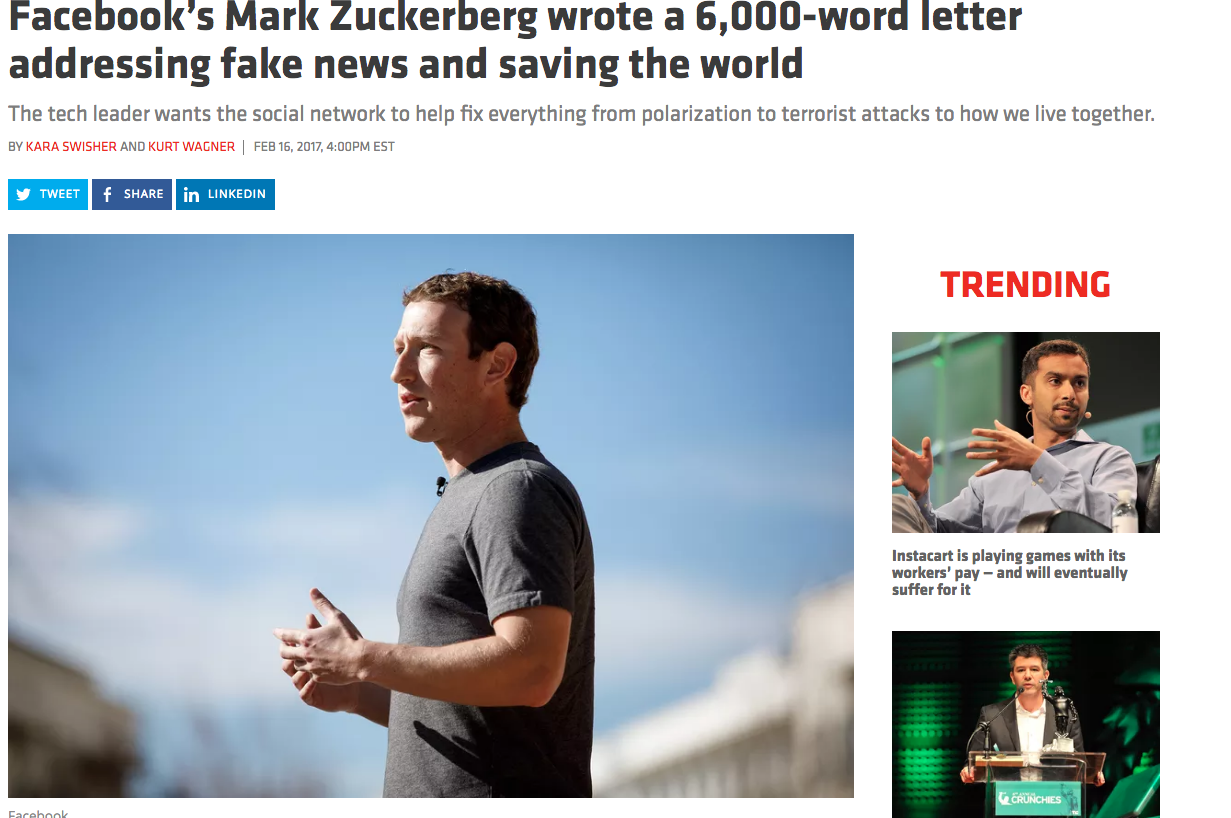 Facebook’s Mark Zuckerberg wrote a 6,000-word letter
addressing fake news and saving the world
The tech leader wants the social network to help fix everything from polarization to terrorist attacks to how we live together.
BY KARA SWISHER AND KURT WAGNER | FEB 16, 2017, 4:00PM EST
TWEET
SHARE
LINKEDIN
TRENDING
Instacart is playing games with its
workers’ pay — and will eventually
suffer for it
CRUNCHIES
Facebook